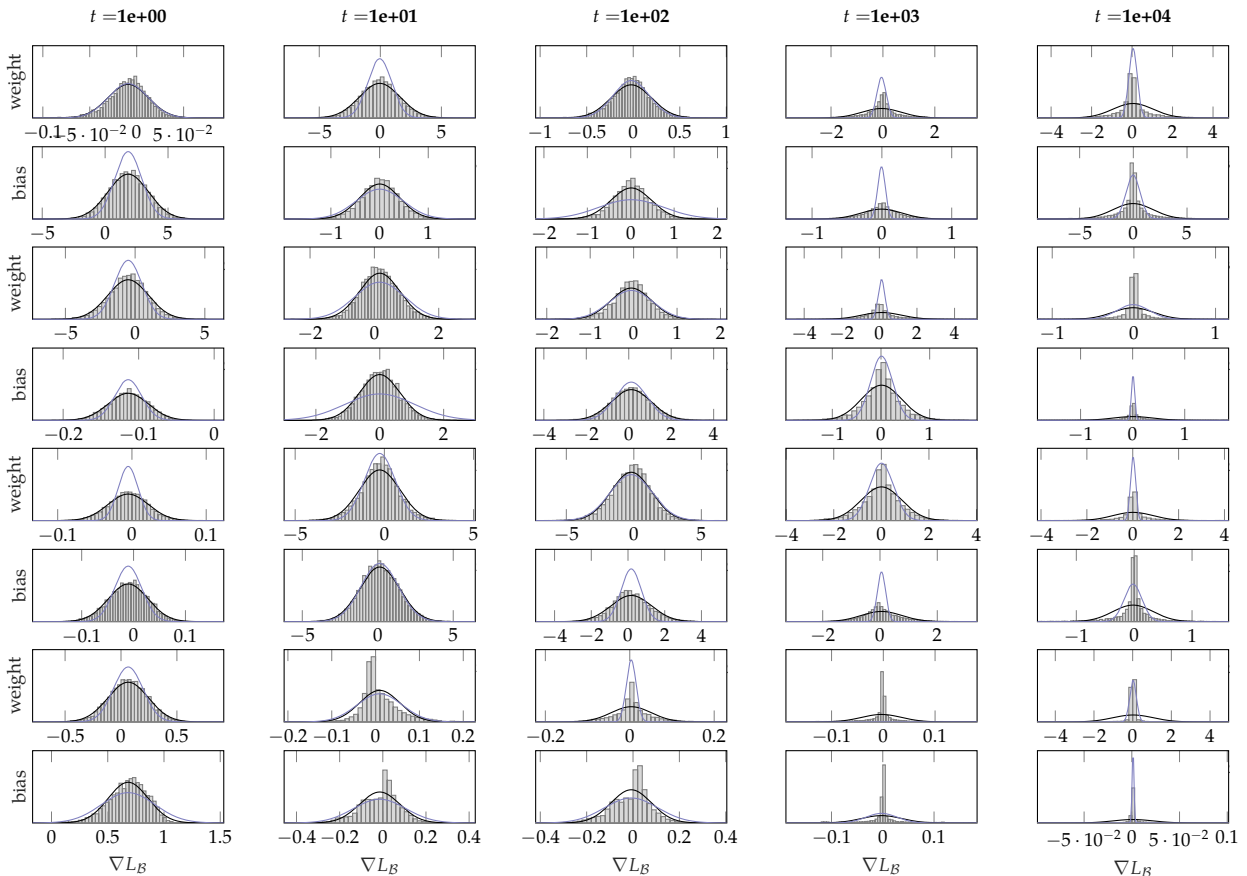 t =1e+00 t =1e+01 t =1e+02 t =1e+03 t =1e+04
weight
−0.1 −5 · 10−2 0 5 · 10−2 −5 0 5 −1 −0.5 0 0.5 1 −2 0 2 −4 −2 0 2 4
bias
−5 0 5 −1 0 1 −2 −1 0 1 2 −1 0 1 −5 0 5
weight
−5 0 5 −2 0 2 −2 −1 0 1 2 −4 −2 0 2 4 −1 0 1
bias
−0.2 −0.1 0 −2 0 2 −4 −2 0 2 4 −1 0 1 −1 0 1
weight
−0.1 0 0.1 −5 0 5 −5 0 5 −4 −2 0 2 4 −4 −2 0 2 4
bias
−0.1 0 0.1 −5 0 5 −4 −2 0 2 4 −2 0 2 −1 0 1
weight
−0.5 0 0.5 −0.2 −0.1 0 0.1 0.2 −0.2 0 0.2 −0.1 0 0.1 −4 −2 0 2 4
bias
0 0.5 1 1.5 −0.4 −0.2 0 0.2 0.4 −0.4 −0.2 0 0.2 0.4 −0.1 0 0.1 −5 · 10−2 0 5 · 10−2 0.1
∇LB ∇LB ∇LB ∇LB ∇LB